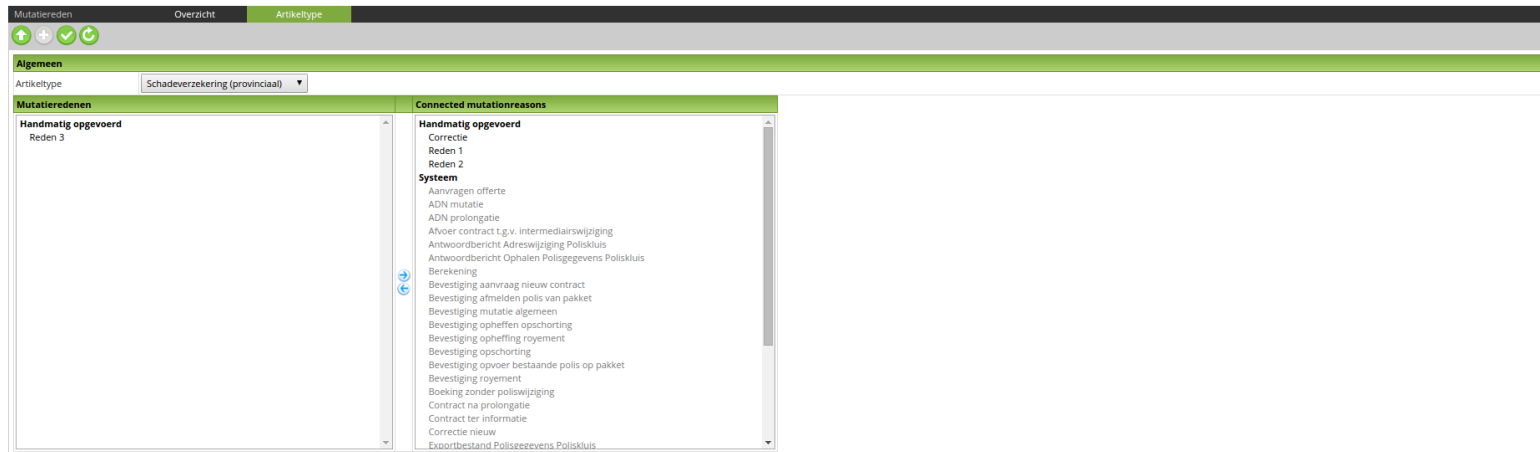 Mutatiereden Overzicht Artikeltype
Algemeen
Artikeltype Schadeverzekering (provinciaal)
Mutatieredenen
Handmatig opgevoerd
Reden 3
Connected mutationreasons
Handmatig opgevoerd
Correctie
Reden 1
Reden 2
Systeem
Aanvragen offerte
ADN mutatie
ADN prolongatie
Afvoer contract t.g.v. intermediairswijziging
Antwoordbericht Adreswijziging Poliskluis
Antwoordbericht Ophalen Polisgegevens Poliskluis
Berekening
Bevestiging aanvraag nieuw contract
Bevestiging afmelden polis van pakket
Bevestiging mutatie algemeen
Bevestiging opheffen opschorting
Bevestiging opheffing royement
Bevestiging opschorting
Bevestiging opvoer bestaande polis op pakket
Bevestiging royement
Boeking zonder poliswijziging
Contract na prolongatie
Contract ter informatie
Correctie nieuw
Exportbestand Polisgegevens Poliskluis